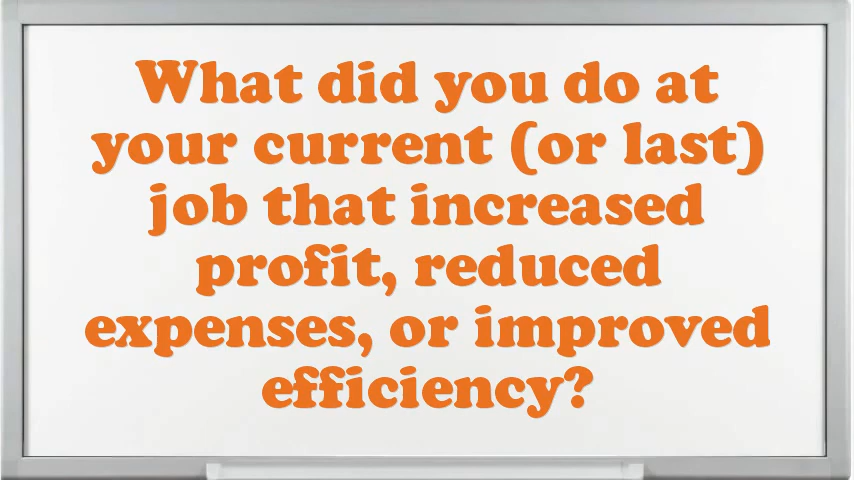 What did you do at
your current (or last)
job that increased
profit, reduced
expenses, or improved
efficiency?